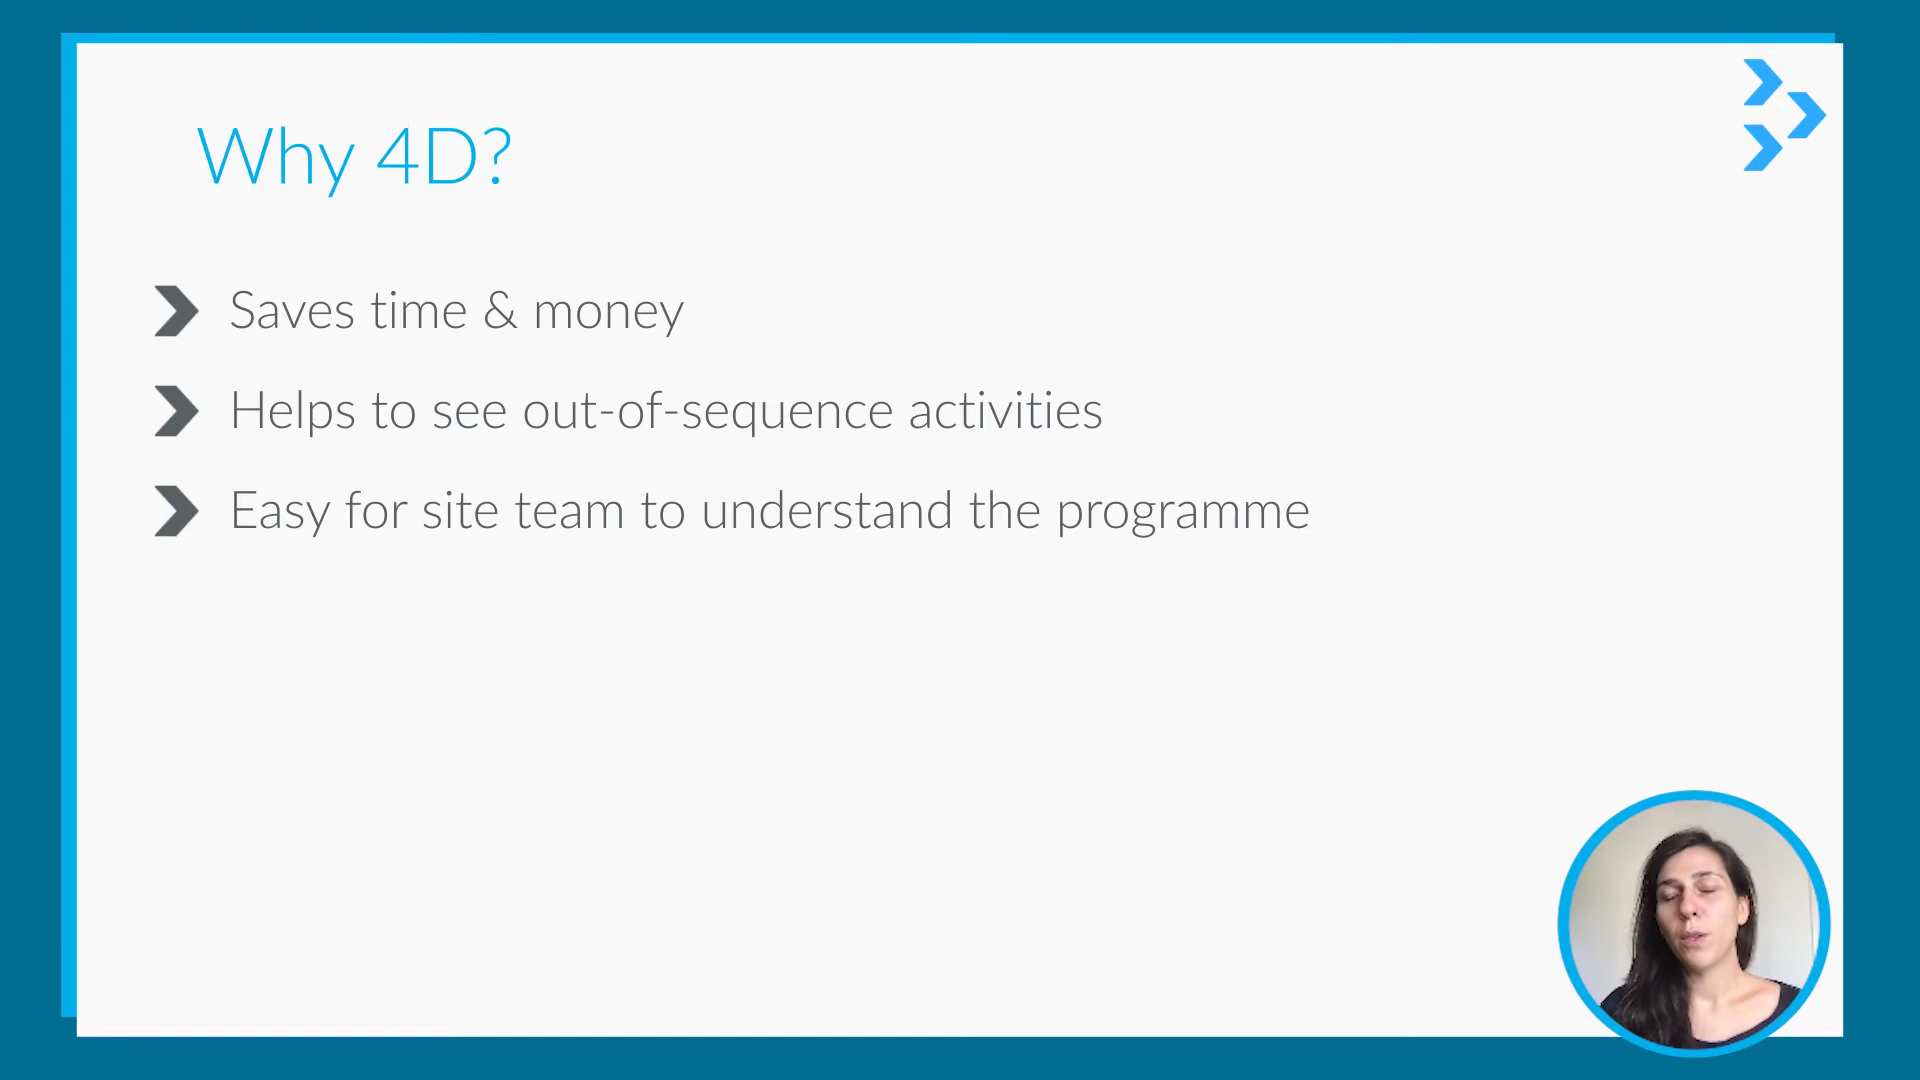 Why 4D?
Saves time & money
Helps to see out-of-sequence activities
Easy for site team to understand the programme